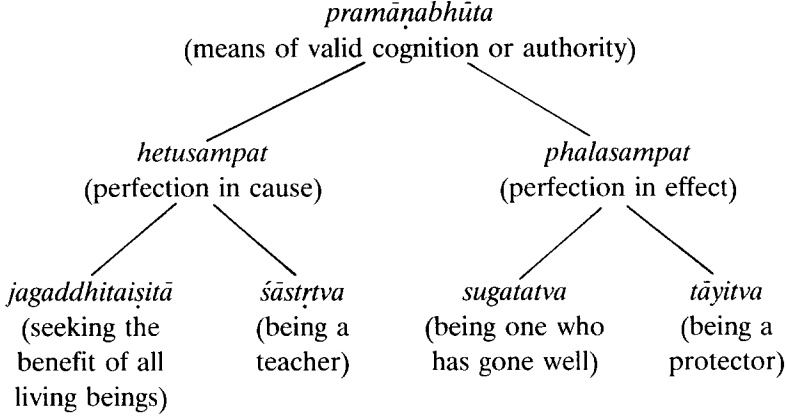 pramāṇabhūta
(means of valid cognition or authority)
hetusampat
(perfection in cause)
phalasampat
(perfection in effect)
jagaddhitaiṣitā
(seeking the
benefit of all
living beings)
śāstṛtva
(being a
teacher)
sugatatva
(being one who
has gone well)
tāyitva
(being a
protector)